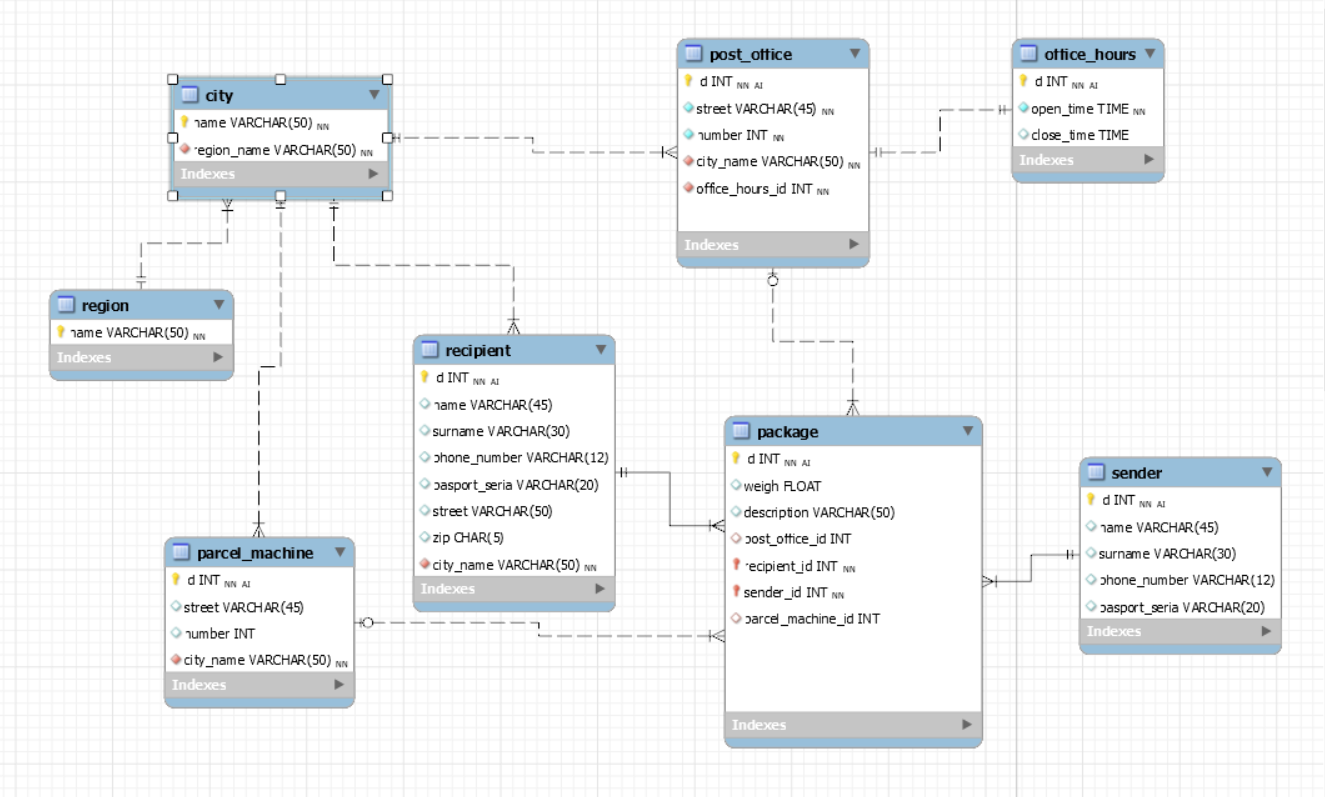 city
name VARCHAR(50) NN
region_name VARCHAR(50) NN
Indexes
post_office
d INT NN AI
street VARCHAR(45) NN
number INT NN
city_name VARCHAR(50) NN
office_hours_id INT NN
Indexes
office_hours
d INT NN AI
open_time TIME NN
close_time TIME
Indexes
region
name VARCHAR(50) NN
Indexes
recipient
d INT NN AI
name VARCHAR(45)
surname VARCHAR(30)
phone_number VARCHAR(12)
pasport_seria VARCHAR(20)
street VARCHAR(50)
zip CHAR(5)
city_name VARCHAR(50) NN
Indexes
package
d INT NN AI
weigh FLOAT
description VARCHAR(50)
post_office_id INT
recipient_id INT NN
sender_id INT NN
parcel_machine_id INT
Indexes
sender
d INT NN AI
name VARCHAR(45)
surname VARCHAR(30)
phone_number VARCHAR(12)
pasport_seria VARCHAR(20)
Indexes
parcel_machine
d INT NN AI
street VARCHAR(45)
number INT
city_name VARCHAR(50) NN
Indexes